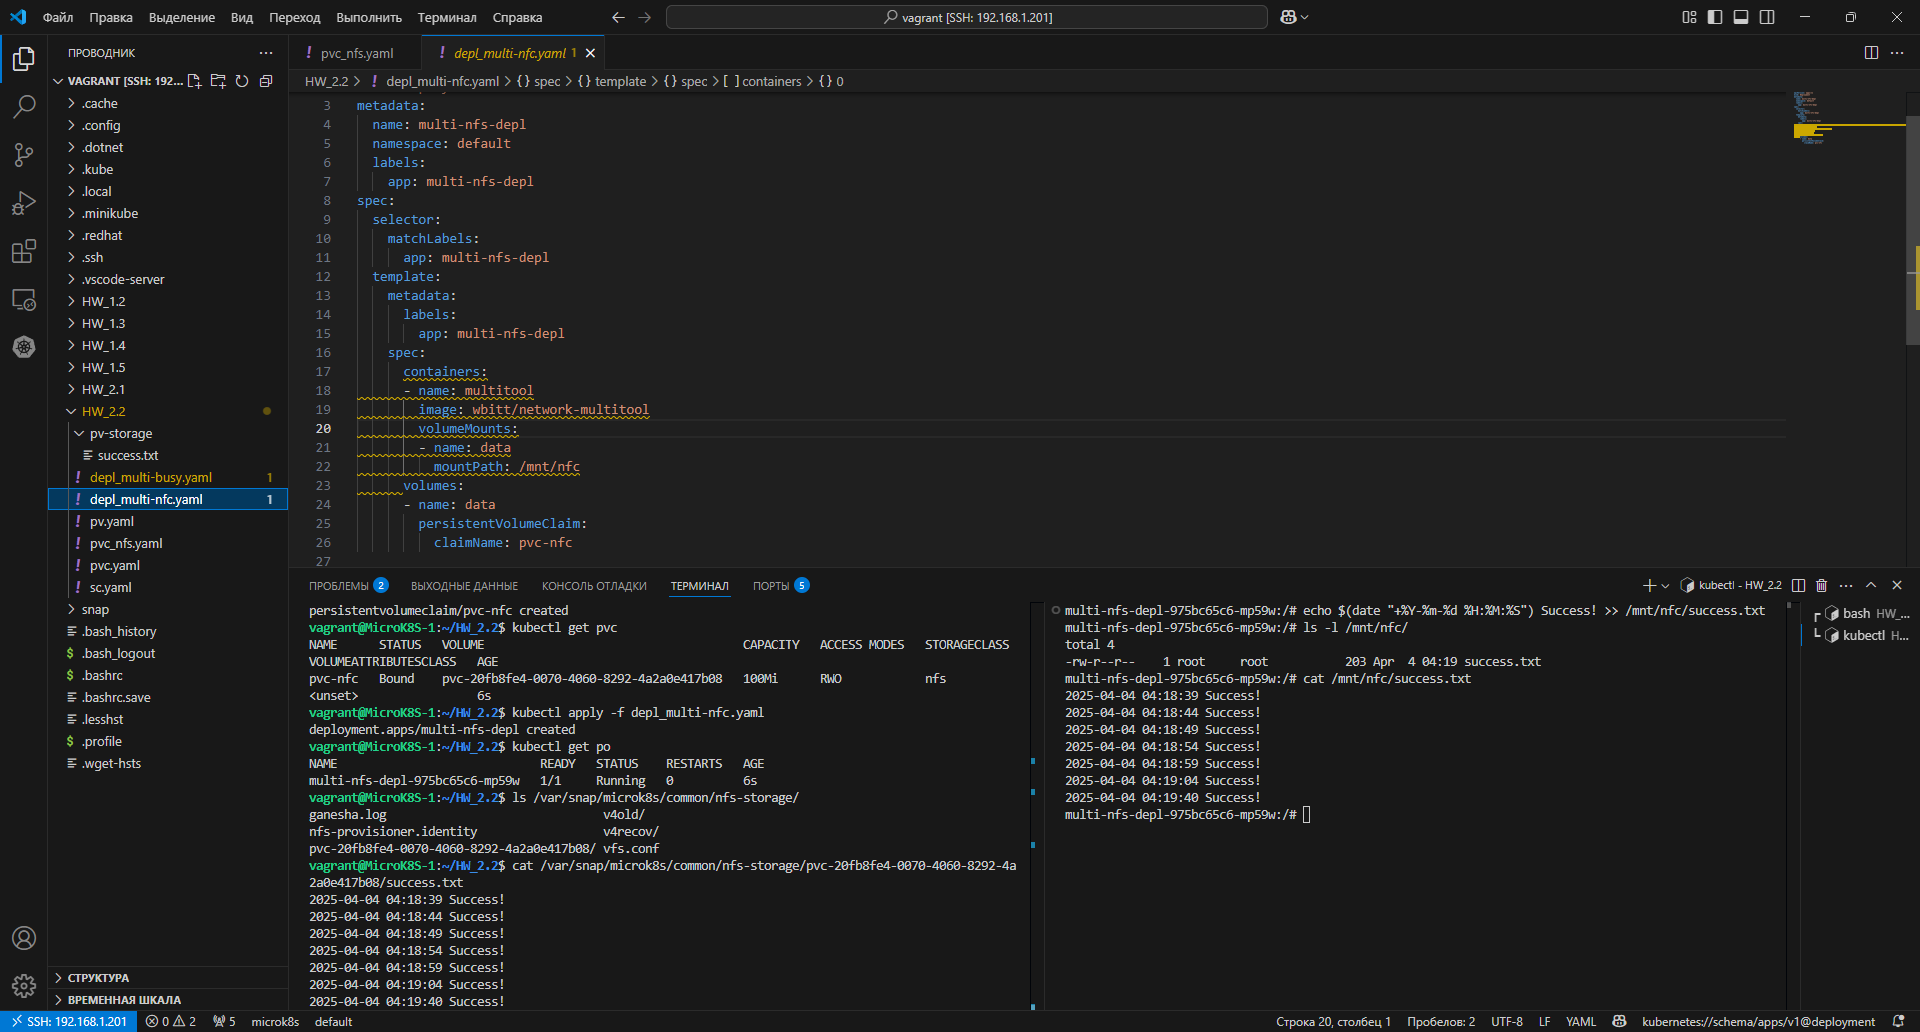 Файл Правка Выделение Вид Переход Выполнить Терминал Справка
vagrant [SSH: 192.168.1.201]
ПРОВОДНИК
VAGRANT [SSH: 192....
.cache
.config
.dotnet
.kube
.local
.minikube
.redhat
.ssh
.vscode-server
HW_1.2
HW_1.3
HW_1.4
HW_1.5
HW_2.1
HW_2.2
pv-storage
success.txt
! depl_multi-busy.yaml 1
! depl_multi-nfc.yaml 1
! pv.yaml
! pvc_nfs.yaml
! pvc.yaml
! sc.yaml
snap
.bash_history
$ .bash_logout
$ .bashrc
.bashrc.save
.lesshst
$ .profile
.wget-hsts
СТРУКТУРА
ВРЕМЕННАЯ ШКАЛА
! pvc_nfs.yaml
! depl_multi-nfc.yaml 1
HW_2.2 > ! depl_multi-nfc.yaml > {} spec > {} template > {} spec > [ ] containers > {} 0
3 metadata:
4 name: multi-nfs-depl
5 namespace: default
6 labels:
7 app: multi-nfs-depl
8 spec:
9 selector:
10 matchLabels:
11 app: multi-nfs-depl
12 template:
13 metadata:
14 labels:
15 app: multi-nfs-depl
16 spec:
17 containers:
18 - name: multitool
19 image: wbitt/network-multitool
20 volumeMounts:
21 - name: data
22 mountPath: /mnt/nfc
23 volumes:
24 - name: data
25 persistentVolumeClaim:
26 claimName: pvc-nfc
27
ПРОБЛЕМЫ 2 ВЫХОДНЫЕ ДАННЫЕ КОНСОЛЬ ОТЛАДКИ ТЕРМИНАЛ ПОРТЫ 5
kubectl - HW_2.2
persistentvolumeclaim/pvc-nfc created
vagrant@MicroK8S-1:~/HW_2.2$ kubectl get pvc
NAME STATUS VOLUME CAPACITY ACCESS MODES STORAGECLASS
VOLUMEATTRIBUTESCLASS AGE
pvc-nfc Bound pvc-20fb8fe4-0070-4060-8292-4a2a0e417b08 100Mi RWO nfs
<unset> 6s
vagrant@MicroK8S-1:~/HW_2.2$ kubectl apply -f depl_multi-nfc.yaml
deployment.apps/multi-nfs-depl created
vagrant@MicroK8S-1:~/HW_2.2$ kubectl get po
NAME READY STATUS RESTARTS AGE
multi-nfs-depl-975bc65c6-mp59w 1/1 Running 0 6s
vagrant@MicroK8S-1:~/HW_2.2$ ls /var/snap/microk8s/common/nfs-storage/
ganesha.log v4old/
nfs-provisioner.identity v4recov/
pvc-20fb8fe4-0070-4060-8292-4a2a0e417b08/ vfs.conf
vagrant@MicroK8S-1:~/HW_2.2$ cat /var/snap/microk8s/common/nfs-storage/pvc-20fb8fe4-0070-4060-8292-4a
2a0e417b08/success.txt
2025-04-04 04:18:39 Success!
2025-04-04 04:18:44 Success!
2025-04-04 04:18:49 Success!
2025-04-04 04:18:54 Success!
2025-04-04 04:18:59 Success!
2025-04-04 04:19:04 Success!
2025-04-04 04:19:40 Success!
multi-nfs-depl-975bc65c6-mp59w:/# echo $(date "+%Y-%m-%d %H:%M:%S") Success! >> /mnt/nfc/success.txt
multi-nfs-depl-975bc65c6-mp59w:/# ls -l /mnt/nfc/
total 4
-rw-r--r-- 1 root root 203 Apr 4 04:19 success.txt
multi-nfs-depl-975bc65c6-mp59w:/# cat /mnt/nfc/success.txt
2025-04-04 04:18:39 Success!
2025-04-04 04:18:44 Success!
2025-04-04 04:18:49 Success!
2025-04-04 04:18:54 Success!
2025-04-04 04:18:59 Success!
2025-04-04 04:19:04 Success!
2025-04-04 04:19:40 Success!
multi-nfs-depl-975bc65c6-mp59w:/#
bash HW_...
kubectl H...
SSH: 192.168.1.201 0 2 5 microk8s default
Строка 20, столбец 1 Пробелов: 2 UTF-8 LF YAML kubernetes://schema/apps/v1@deployment